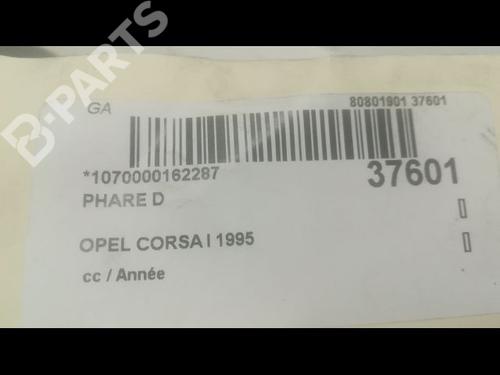 B-PARTS
GA
80801901 37601
*1070000162287
37601
PHARE D
OPEL CORSA I 1995
cc / Année